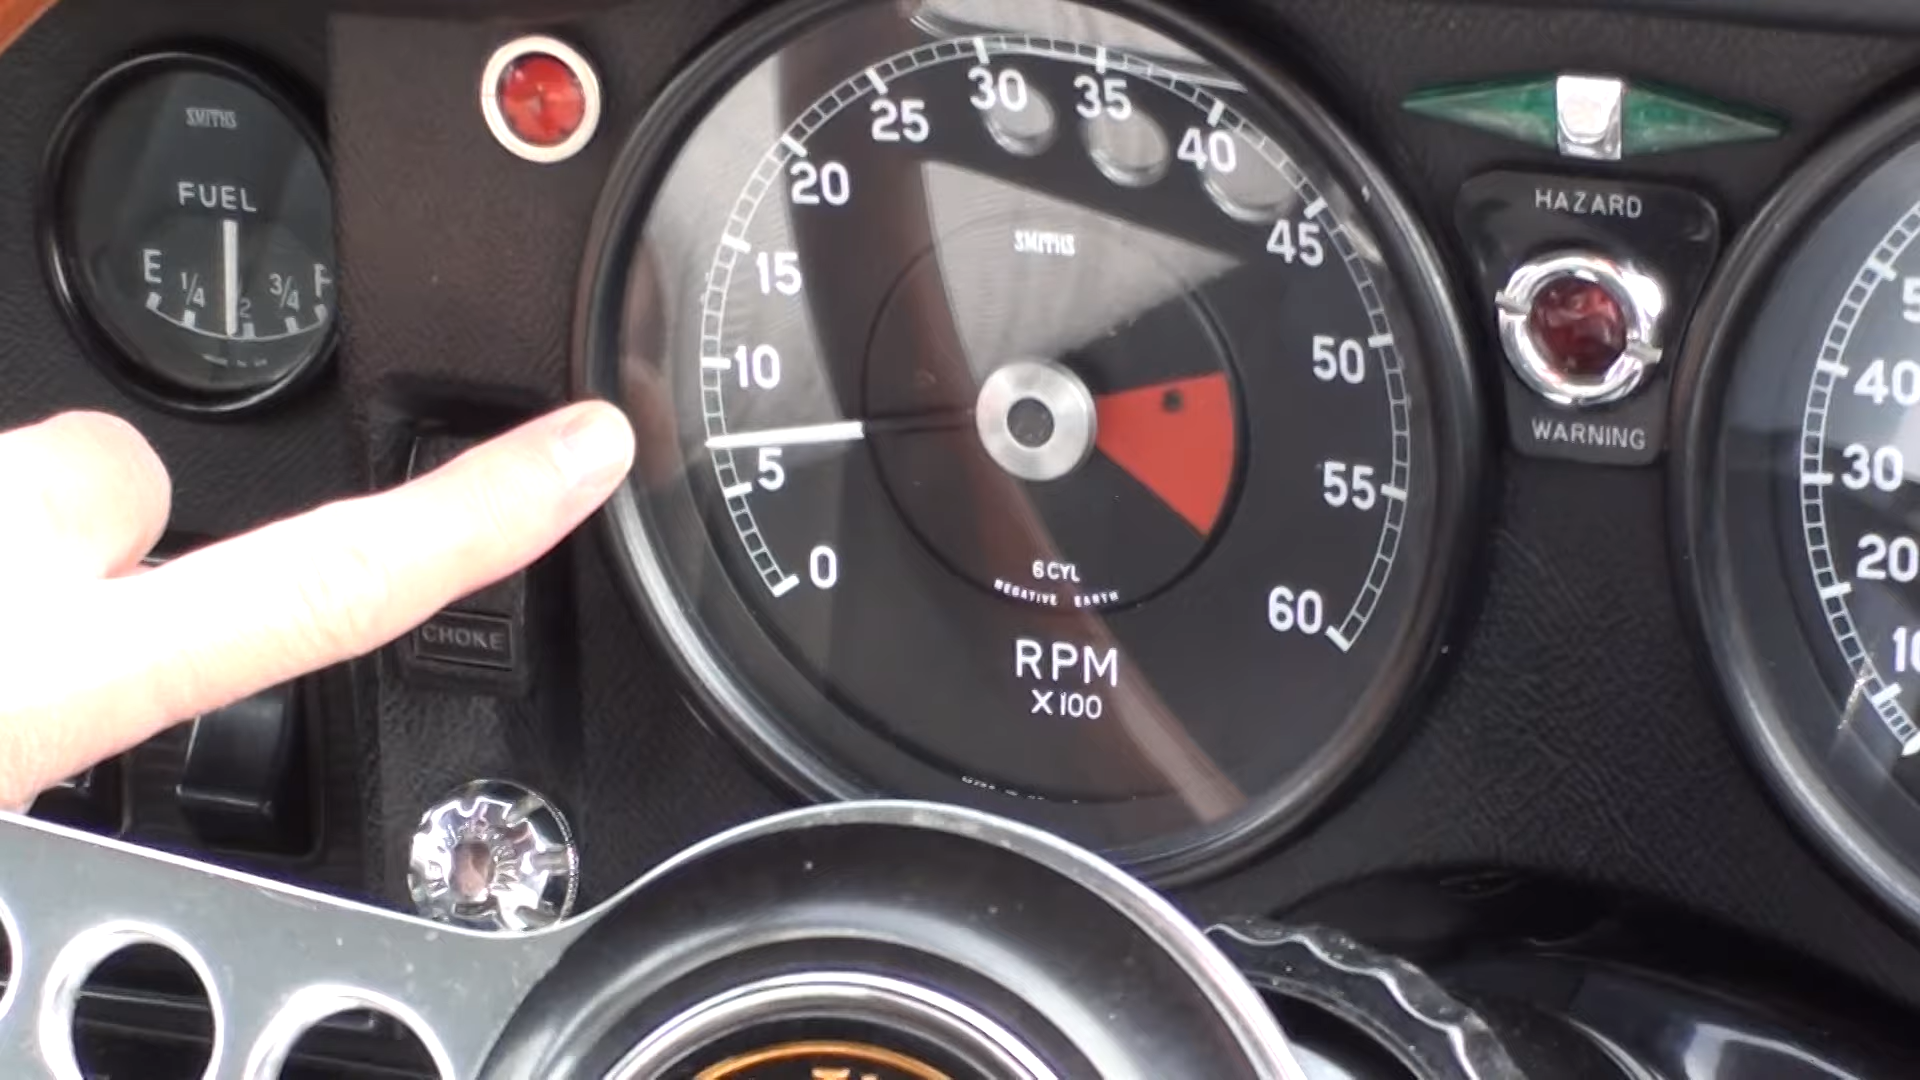 SMITHS
FUEL
E 1/4 2 3/4 F
CHOKE
0
5
10
15
20
25
30
35
40
45
50
55
60
SMITHS
6 CYL
NEGATIVE EARTH
RPM
X100
HAZARD
WARNING
40
30
20